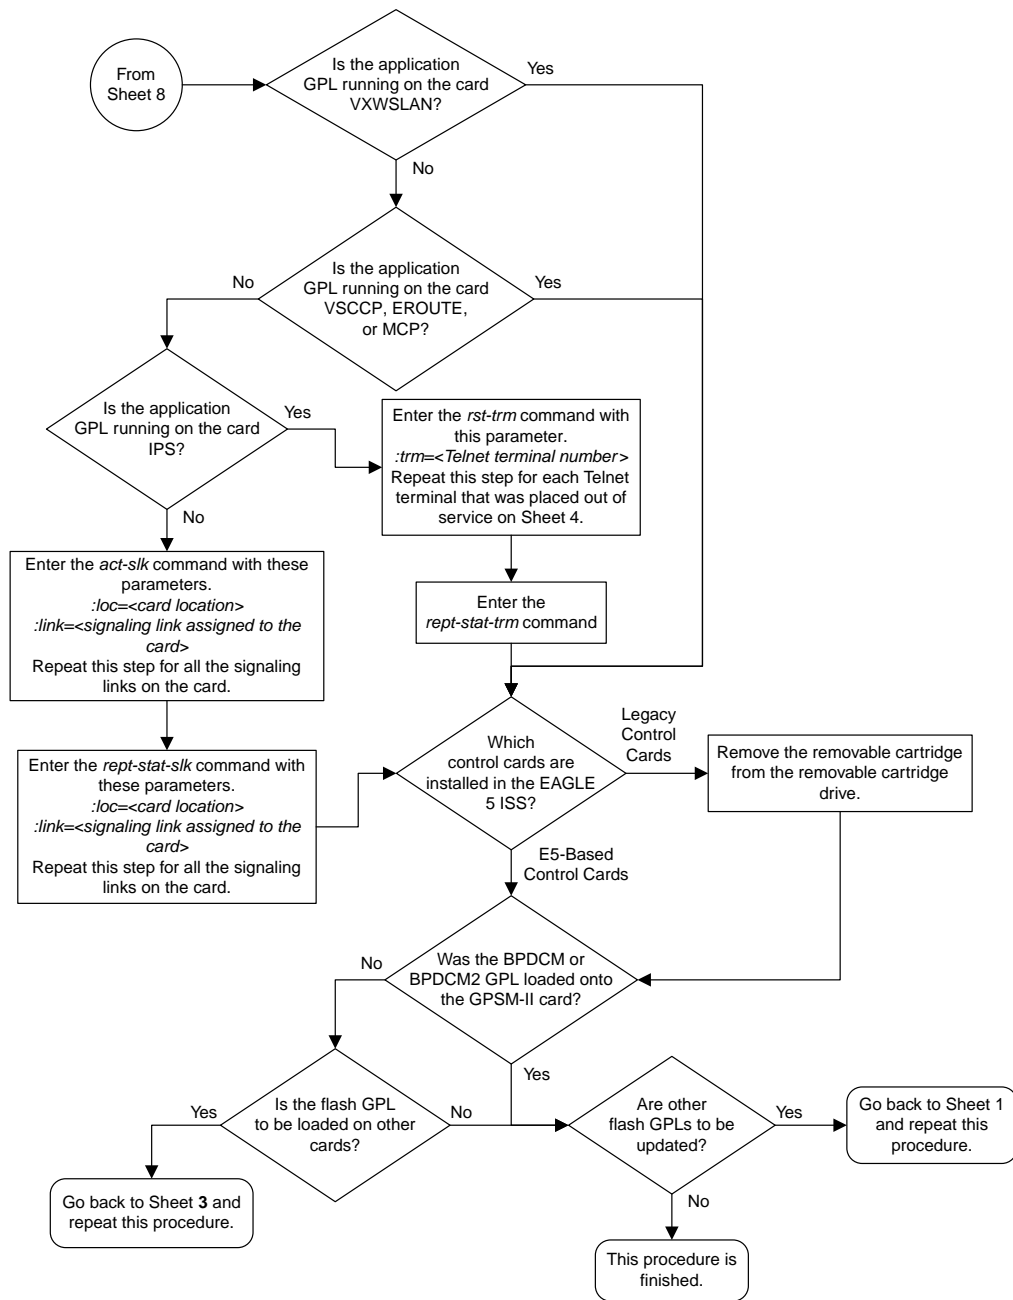 From
Sheet 8
Is the application
GPL running on the card
VXWSLAN?
Yes
No
Is the application
GPL running on the card
VSCCP, EROUTE,
or MCP?
No
Yes
Is the application
GPL running on the card
IPS?
Yes
No
Enter the rst-trm command with
this parameter.
:trm=<Telnet terminal number>
Repeat this step for each Telnet
terminal that was placed out of
service on Sheet 4.
Enter the act-slk command with these
parameters.
:loc=<card location>
:link=<signaling link assigned to the
card>
Repeat this step for all the signaling
links on the card.
Enter the
rept-stat-trm command
Enter the rept-stat-slk command with
these parameters.
:loc=<card location>
:link=<signaling link assigned to the
card>
Repeat this step for all the signaling
links on the card.
Which
control cards are
installed in the EAGLE
5 ISS?
Legacy
Control
Cards
Remove the removable cartridge
from the removable cartridge
drive.
E5-Based
Control Cards
Was the BPDCM or
BPDCM2 GPL loaded onto
the GPSM-II card?
No
Yes
Is the flash GPL
to be loaded on other
cards?
Yes
No
Go back to Sheet 3 and
repeat this procedure.
Are other
flash GPLs to be
updated?
Yes
Go back to Sheet 1
and repeat this
procedure.
No
This procedure is
finished.